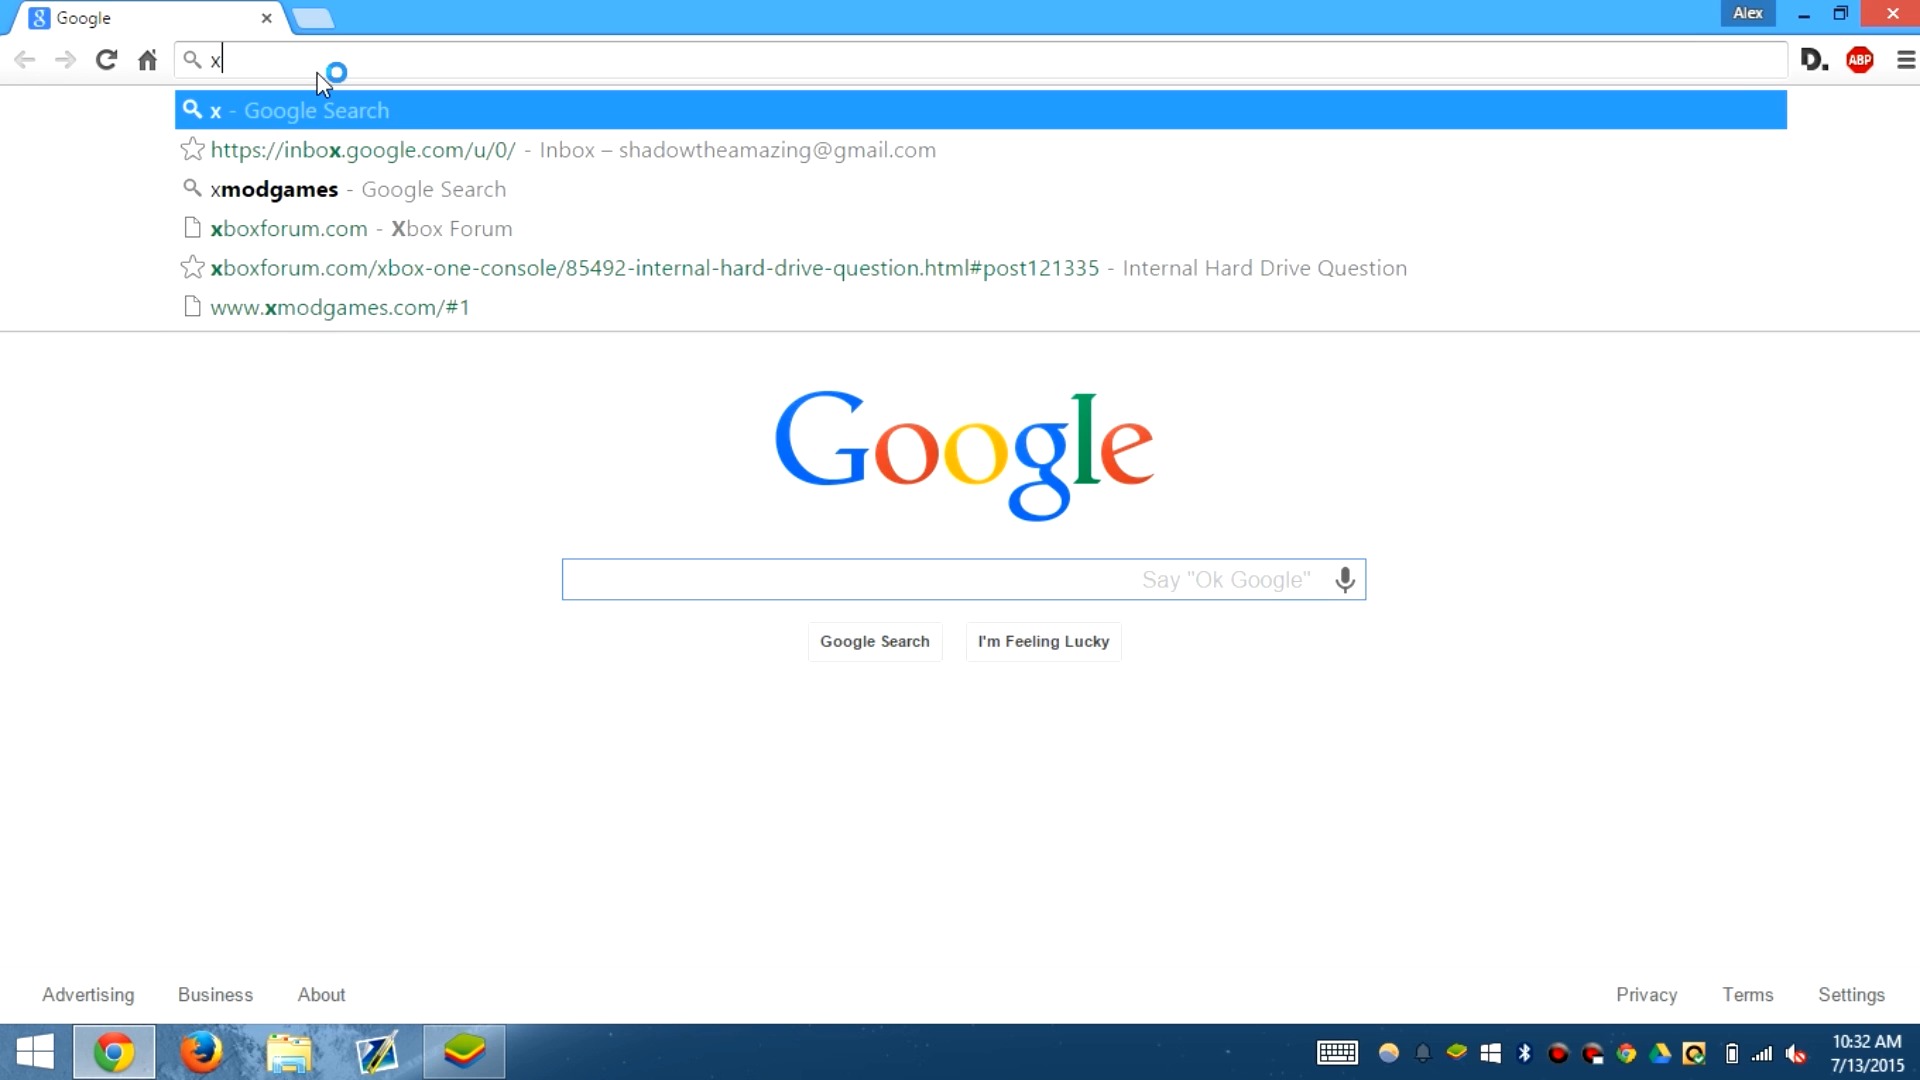 Google
Alex
x
ABP
x - Google Search
https://inbox.google.com/u/0/ - Inbox – shadowtheamazing@gmail.com
xmodgames - Google Search
xboxforum.com - Xbox Forum
xboxforum.com/xbox-one-console/85492-internal-hard-drive-question.html#post121335 - Internal Hard Drive Question
www.xmodgames.com/#1
Google
Say "Ok Google"
Google Search I'm Feeling Lucky
Advertising Business About Privacy Terms Settings
10:32 AM
7/13/2015